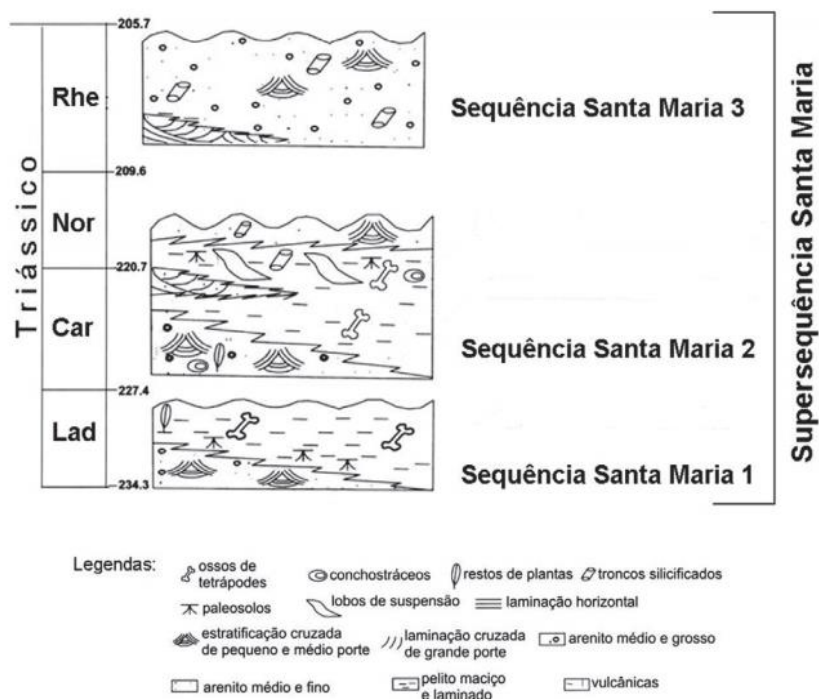 205.7
Rhe
Sequência Santa Maria 3
209.6
Nor
220.7
Car
Sequência Santa Maria 2
227.4
Lad
Sequência Santa Maria 1
234.3
Triássico
Supersequência Santa Maria
Legendas:
ossos de
tetrápodes
conchostráceos
restos de plantas
troncos silicificados
paleosolos
lobos de suspensão
laminação horizontal
estratificação cruzada
de pequeno e médio porte
laminação cruzada
de grande porte
arenito médio e grosso
arenito médio e fino
pelito maciço
e laminado
vulcânicas